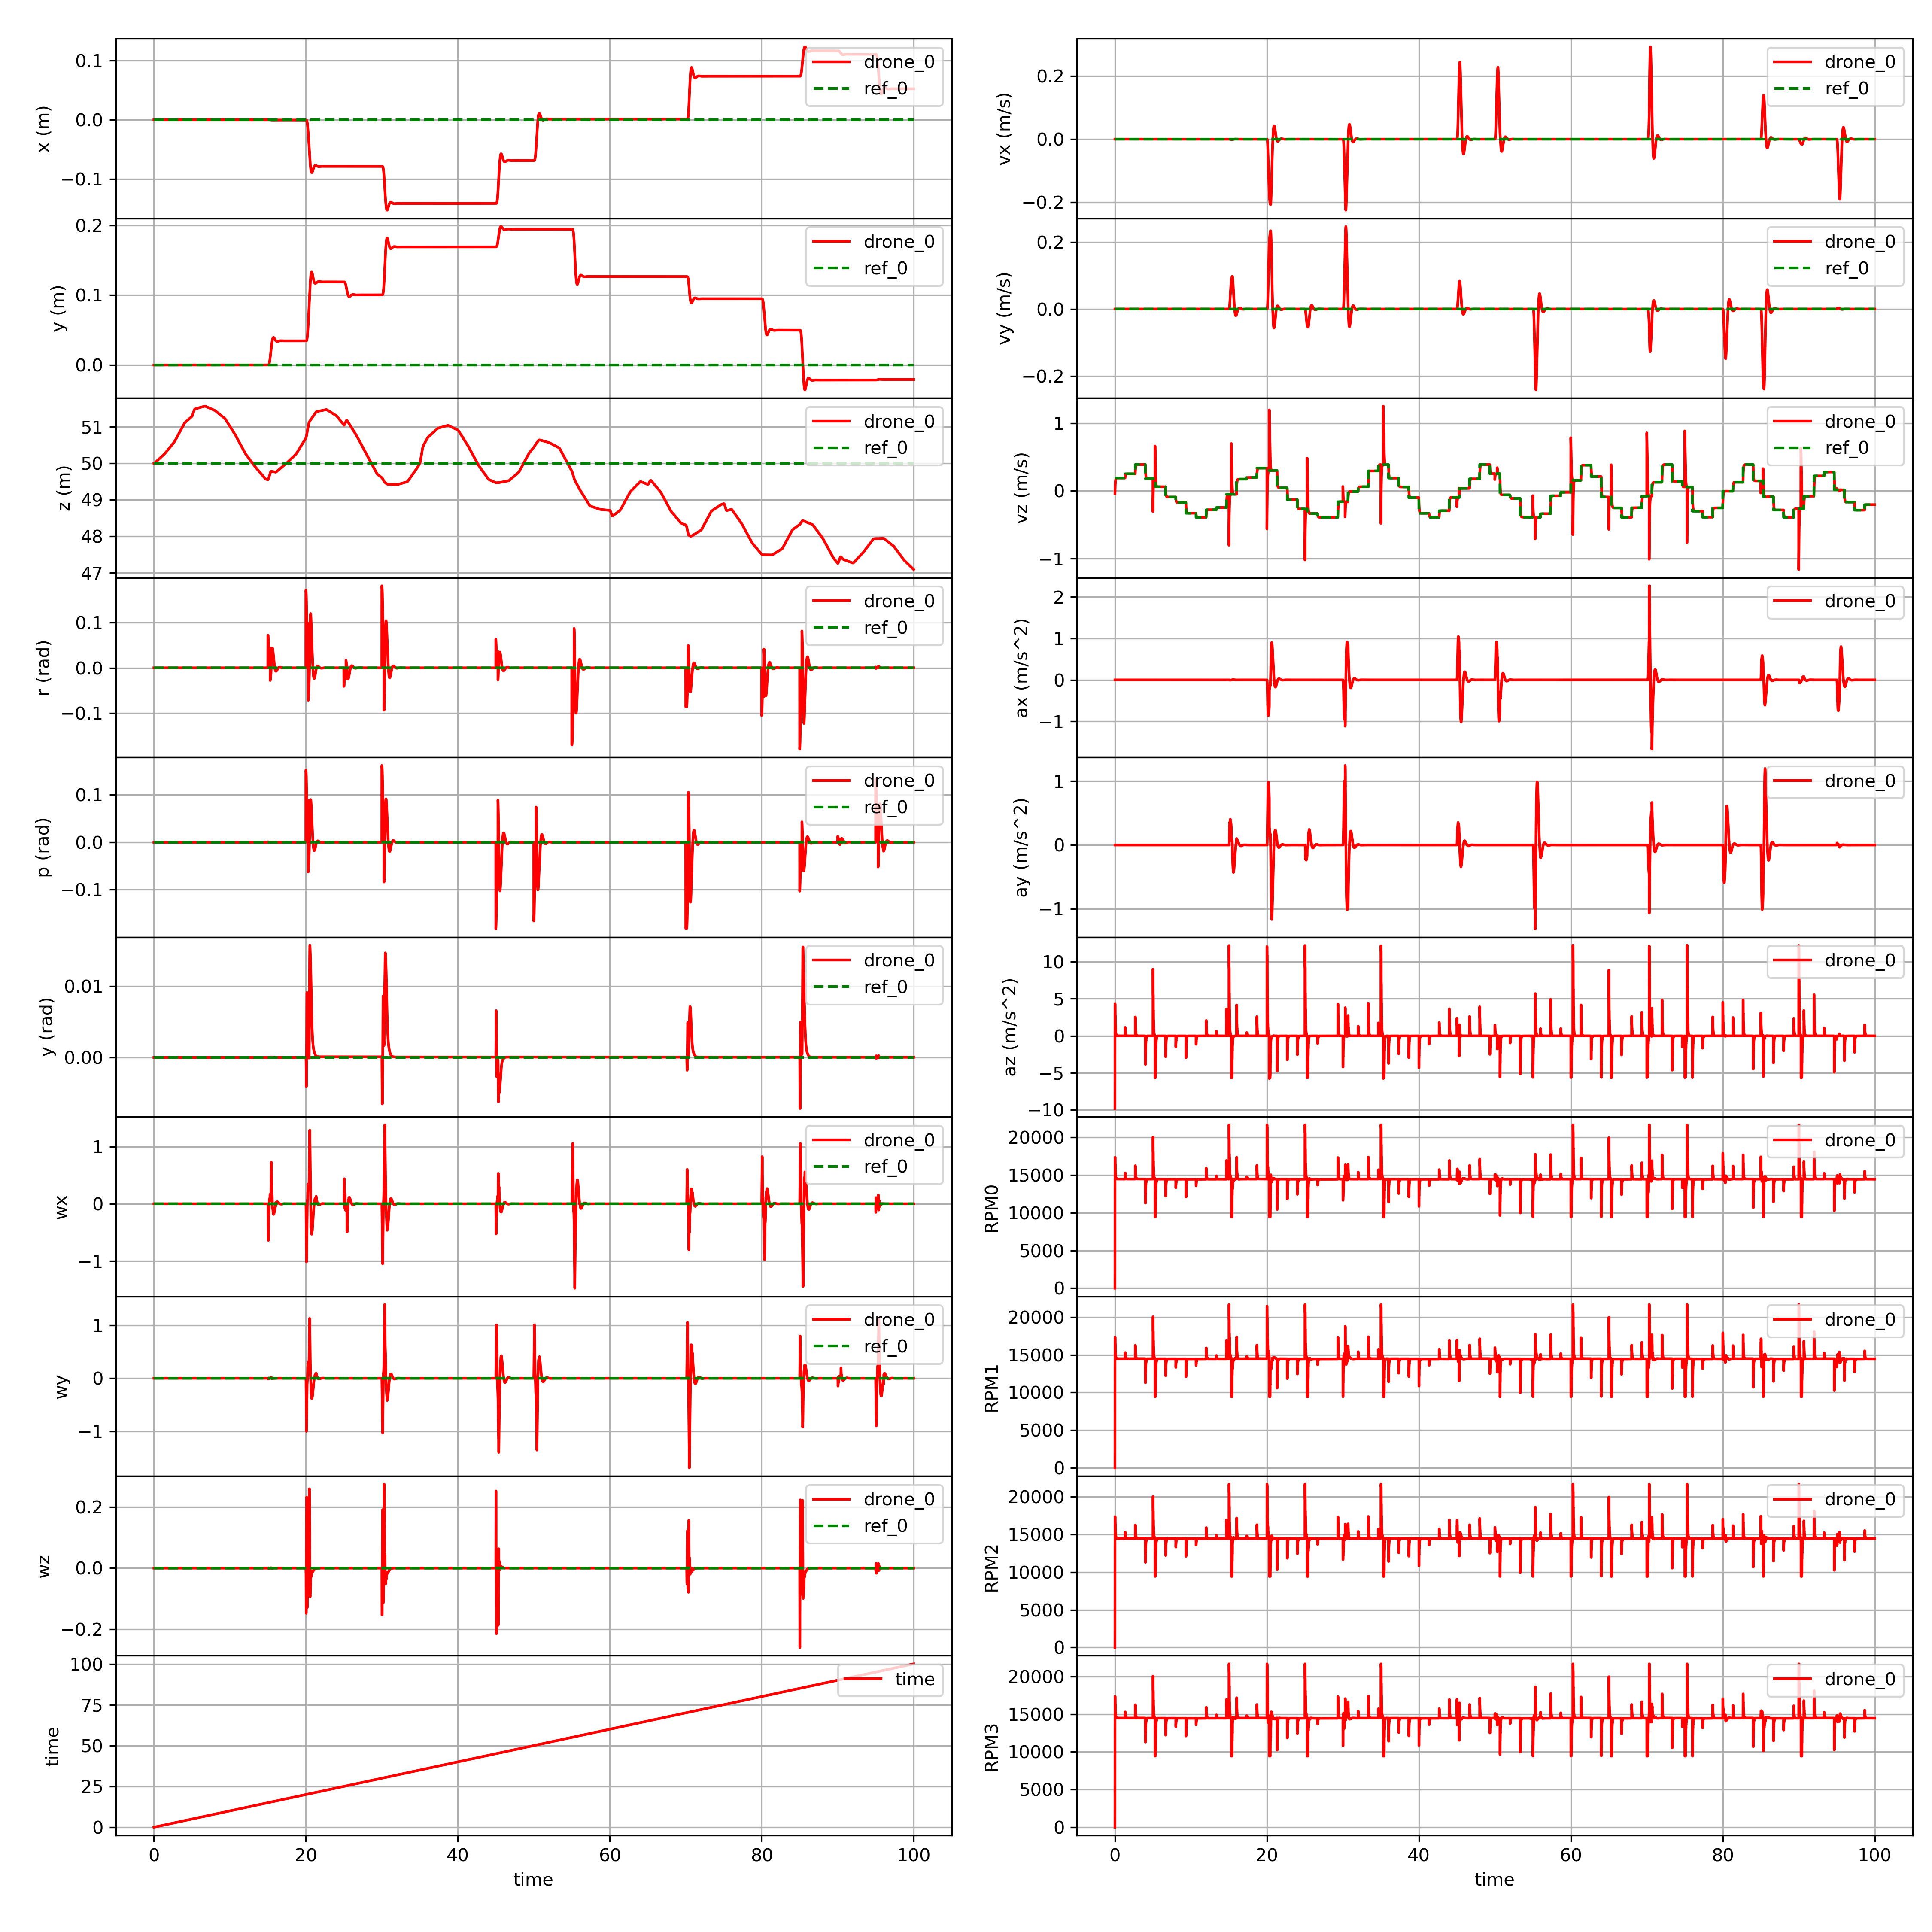 0.1
0.0
−0.1
x (m)
drone_0
ref_0
0.2
0.1
0.0
y (m)
drone_0
ref_0
51
50
49
48
47
z (m)
drone_0
ref_0
0.1
0.0
−0.1
r (rad)
drone_0
ref_0
0.1
0.0
−0.1
p (rad)
drone_0
ref_0
0.01
0.00
y (rad)
drone_0
ref_0
1
0
−1
wx
drone_0
ref_0
1
0
−1
wy
drone_0
ref_0
0.2
0.0
−0.2
wz
drone_0
ref_0
100
75
50
25
0
time
time
0 20 40 60 80 100
time
0.2
0.0
−0.2
vx (m/s)
drone_0
ref_0
0.2
0.0
−0.2
vy (m/s)
drone_0
ref_0
1
0
−1
vz (m/s)
drone_0
ref_0
2
1
0
−1
ax (m/s^2)
drone_0
1
0
−1
ay (m/s^2)
drone_0
10
5
0
−5
−10
az (m/s^2)
drone_0
20000
15000
10000
5000
0
RPM0
drone_0
20000
15000
10000
5000
0
RPM1
drone_0
20000
15000
10000
5000
0
RPM2
drone_0
20000
15000
10000
5000
0
RPM3
drone_0
0 20 40 60 80 100
time